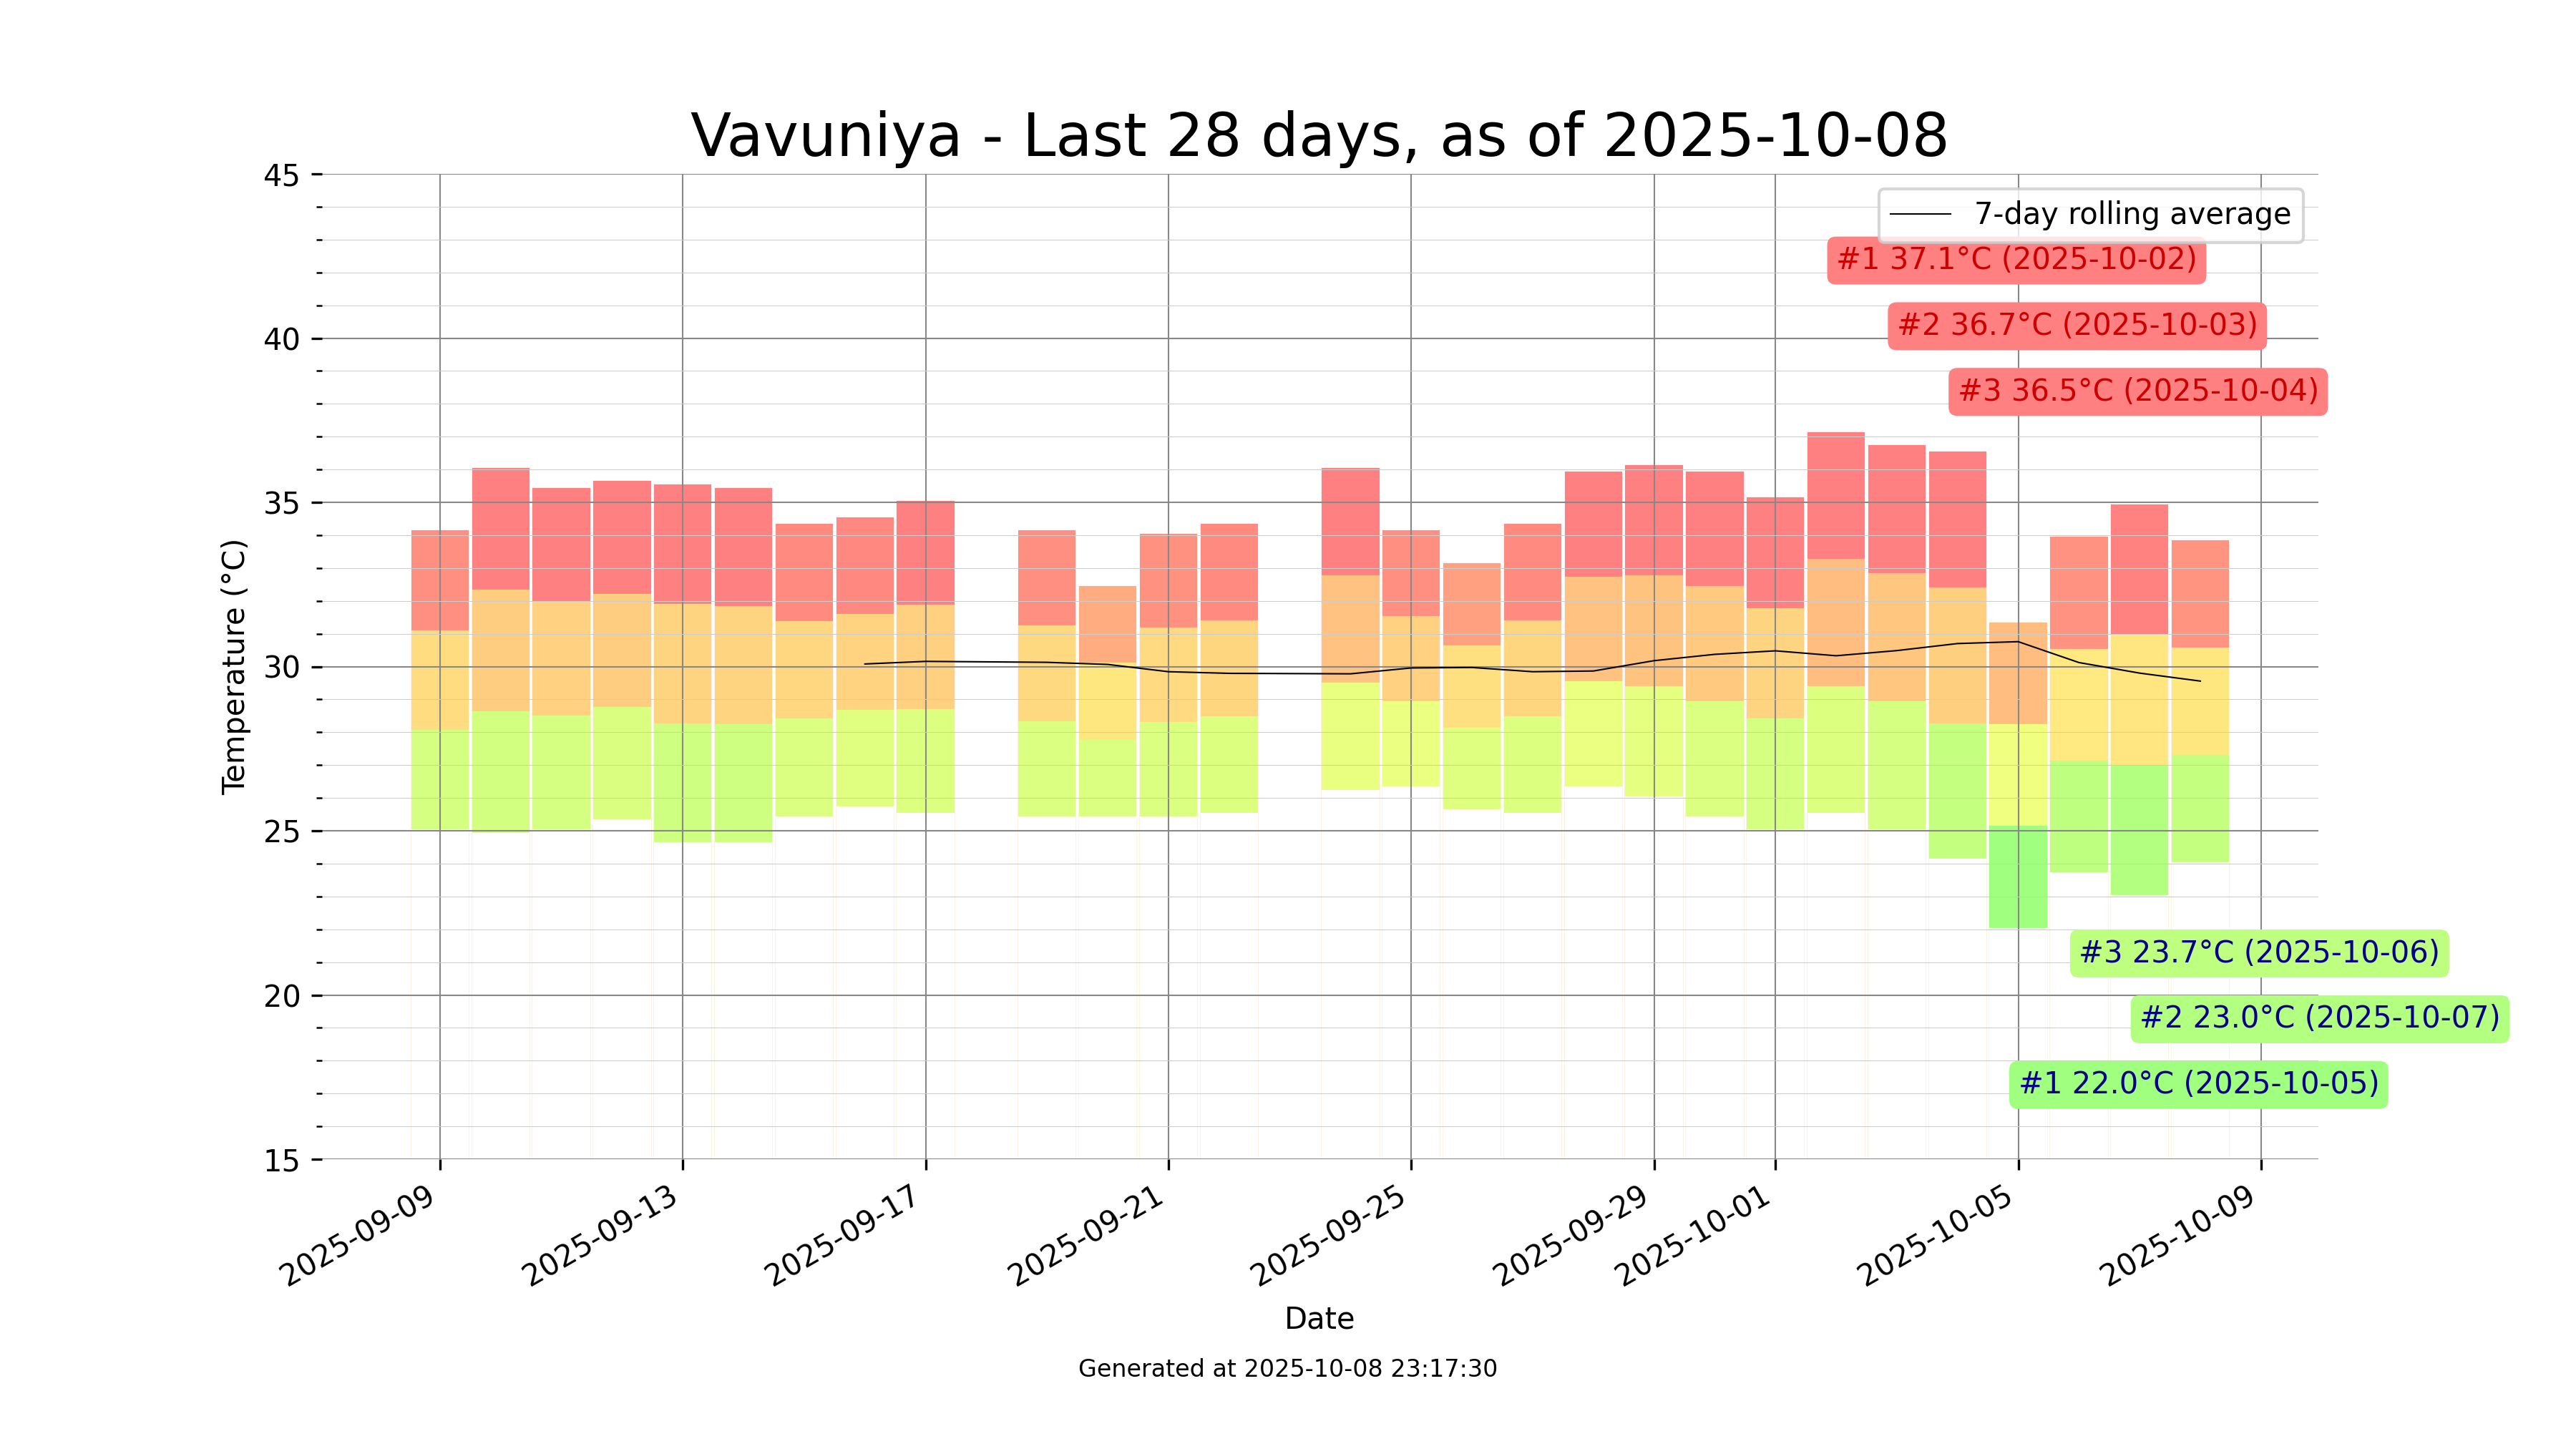 Vavuniya - Last 28 days, as of 2025-10-08
45
40
35
30
25
20
15
Temperature (°C)
7-day rolling average
#1 37.1°C (2025-10-02)
#2 36.7°C (2025-10-03)
#3 36.5°C (2025-10-04)
#3 23.7°C (2025-10-06)
#2 23.0°C (2025-10-07)
#1 22.0°C (2025-10-05)
2025-09-09
2025-09-13
2025-09-17
2025-09-21
2025-09-25
2025-09-29
2025-10-01
2025-10-05
2025-10-09
Date
Generated at 2025-10-08 23:17:30